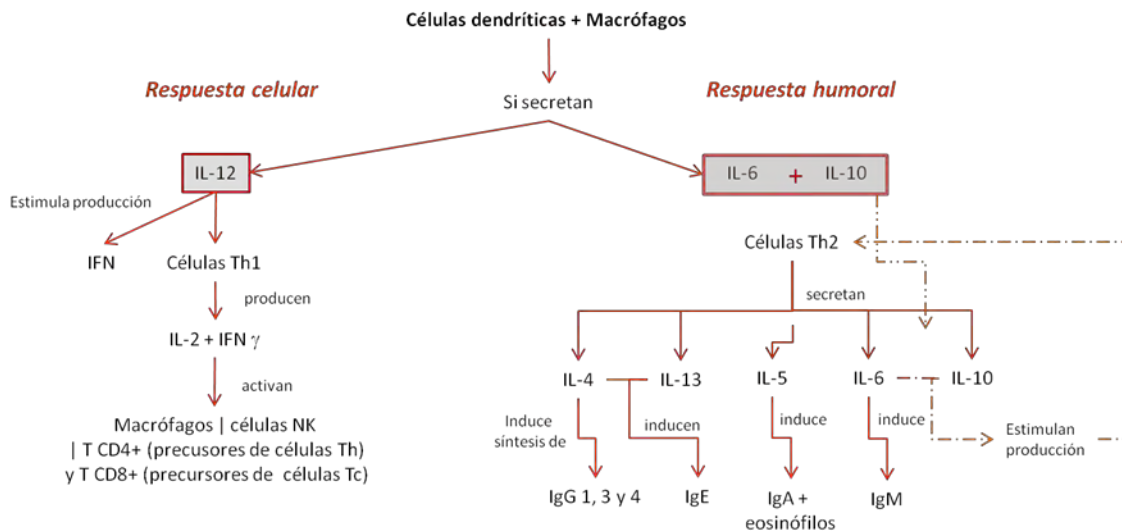 Células dendríticas + Macrófagos
Respuesta celular
Respuesta humoral
Si secretan
IL-12
IL-6 + IL-10
Estimula producción
IFN
Células Th1
Células Th2
producen
secretan
IL-2 + IFN γ
activan
IL-4
IL-13
IL-5
IL-6
IL-10
Macrófagos | células NK
| T CD4+ (precusores de células Th)
y T CD8+ (precursores de células Tc)
Induce
síntesis de
inducen
induce
induce
Estimulan
producción
IgG 1, 3 y 4
IgE
IgA +
eosinófilos
IgM